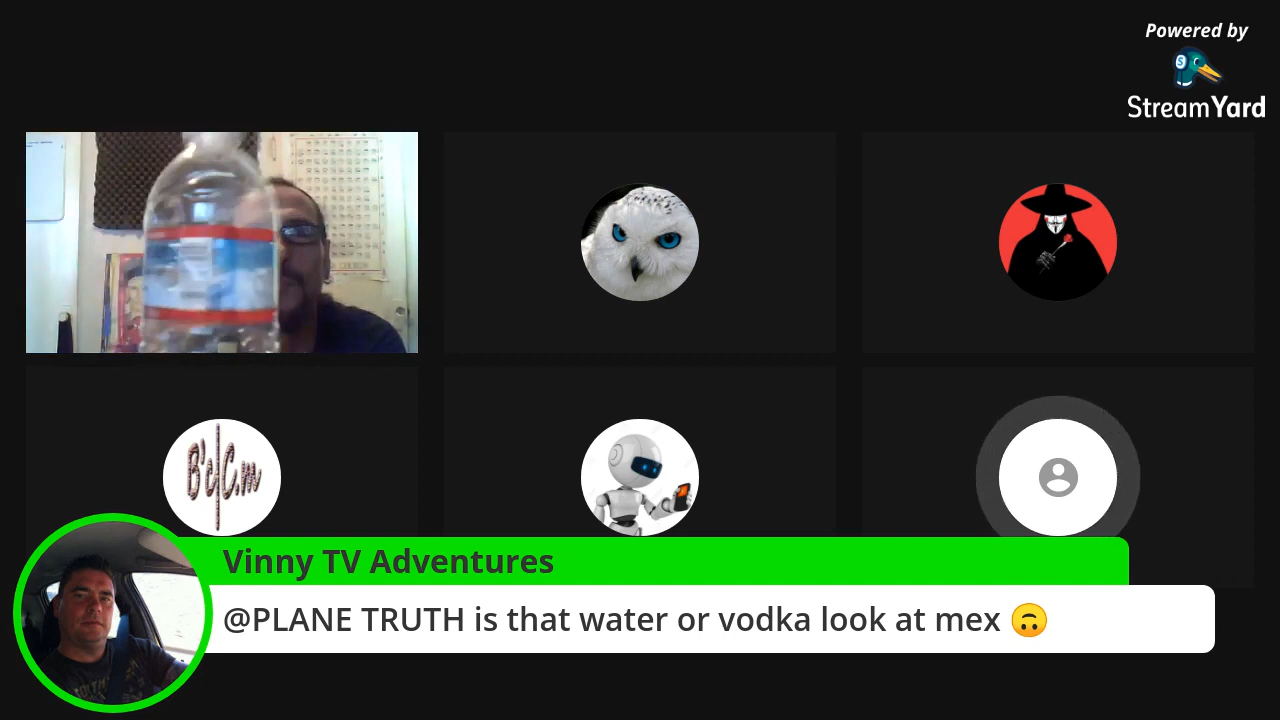 Powered by
S
StreamYard
B'c|C.m
Vinny TV Adventures
@PLANE TRUTH is that water or vodka look at mex 🙃